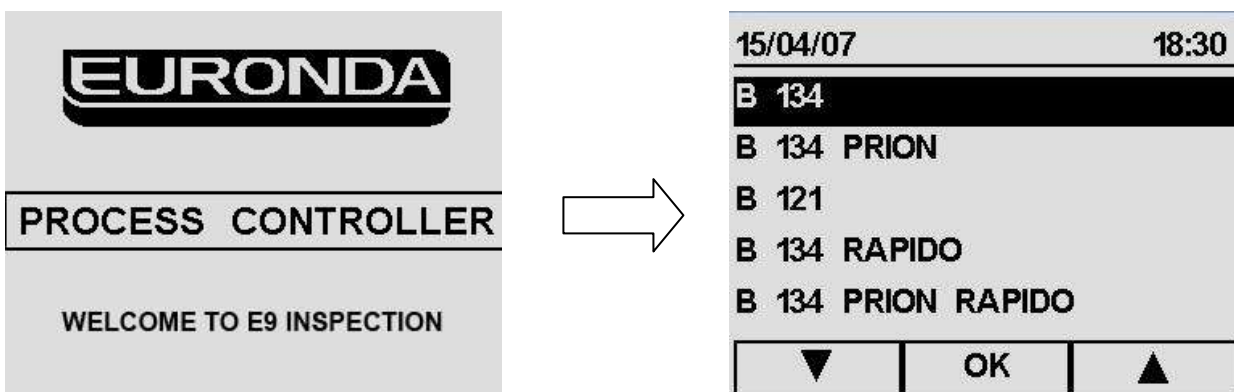 EURONDA
PROCESS CONTROLLER
WELCOME TO E9 INSPECTION
15/04/07 18:30
B 134
B 134 PRION
B 121
B 134 RAPIDO
B 134 PRION RAPIDO
▼ OK ▲